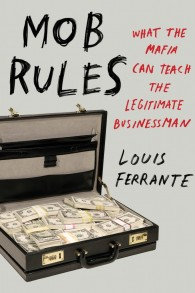 MOB
RULES
WHAT THE
MAFIA
CAN TEACH
THE
LEGITIMATE
BUSINESSMAN
LOUIS
FERRANTE